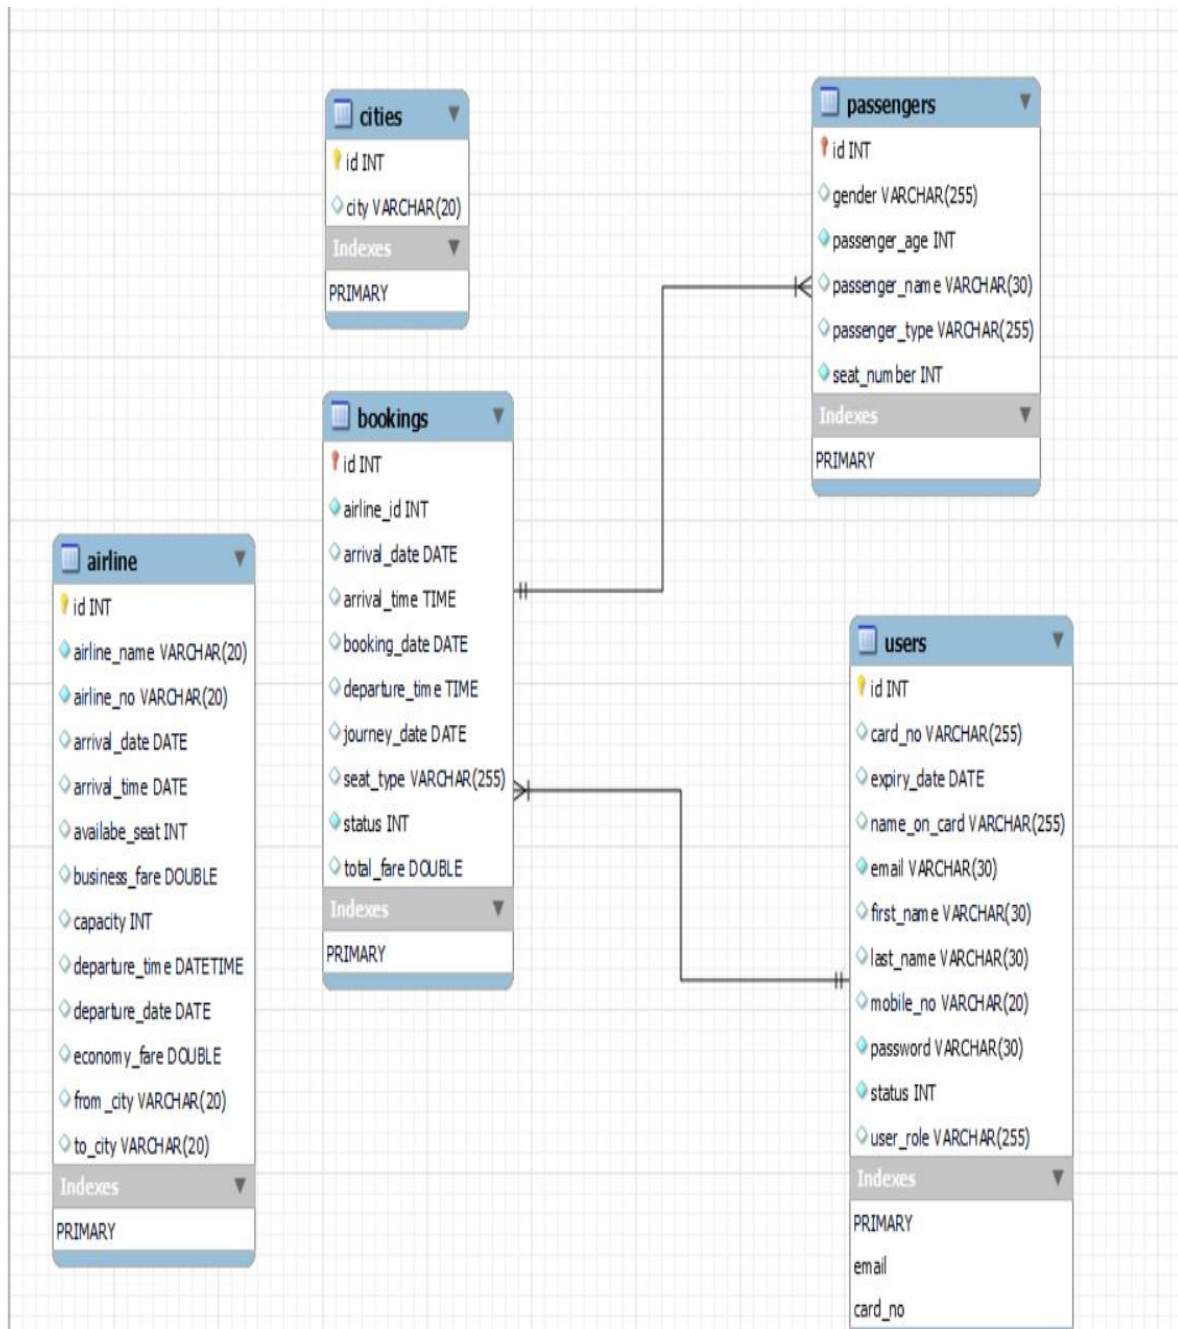 cities
id INT
city VARCHAR(20)
Indexes
PRIMARY
passengers
id INT
gender VARCHAR(255)
passenger_age INT
passenger_name VARCHAR(30)
passenger_type VARCHAR(255)
seat_number INT
Indexes
PRIMARY
bookings
id INT
airline_id INT
arrival_date DATE
arrival_time TIME
booking_date DATE
departure_time TIME
journey_date DATE
seat_type VARCHAR(255)
status INT
total_fare DOUBLE
Indexes
PRIMARY
airline
id INT
airline_name VARCHAR(20)
airline_no VARCHAR(20)
arrival_date DATE
arrival_time DATE
availabe_seat INT
business_fare DOUBLE
capacity INT
departure_time DATETIME
departure_date DATE
economy_fare DOUBLE
from_city VARCHAR(20)
to_city VARCHAR(20)
Indexes
PRIMARY
users
id INT
card_no VARCHAR(255)
expiry_date DATE
name_on_card VARCHAR(255)
email VARCHAR(30)
first_name VARCHAR(30)
last_name VARCHAR(30)
mobile_no VARCHAR(20)
password VARCHAR(30)
status INT
user_role VARCHAR(255)
Indexes
PRIMARY
email
card_no